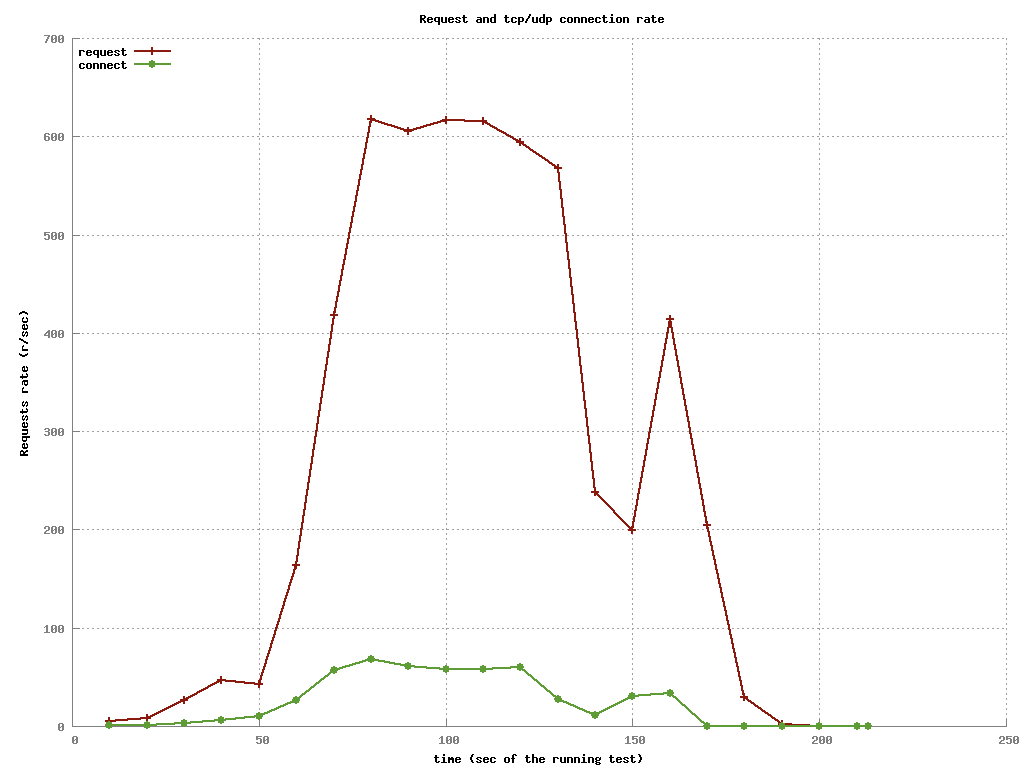 Request and tcp/udp connection rate
700
request
connect
600
500
400
300
200
100
0
Requests rate (r/sec)
0 50 100 150 200 250
time (sec of the running test)